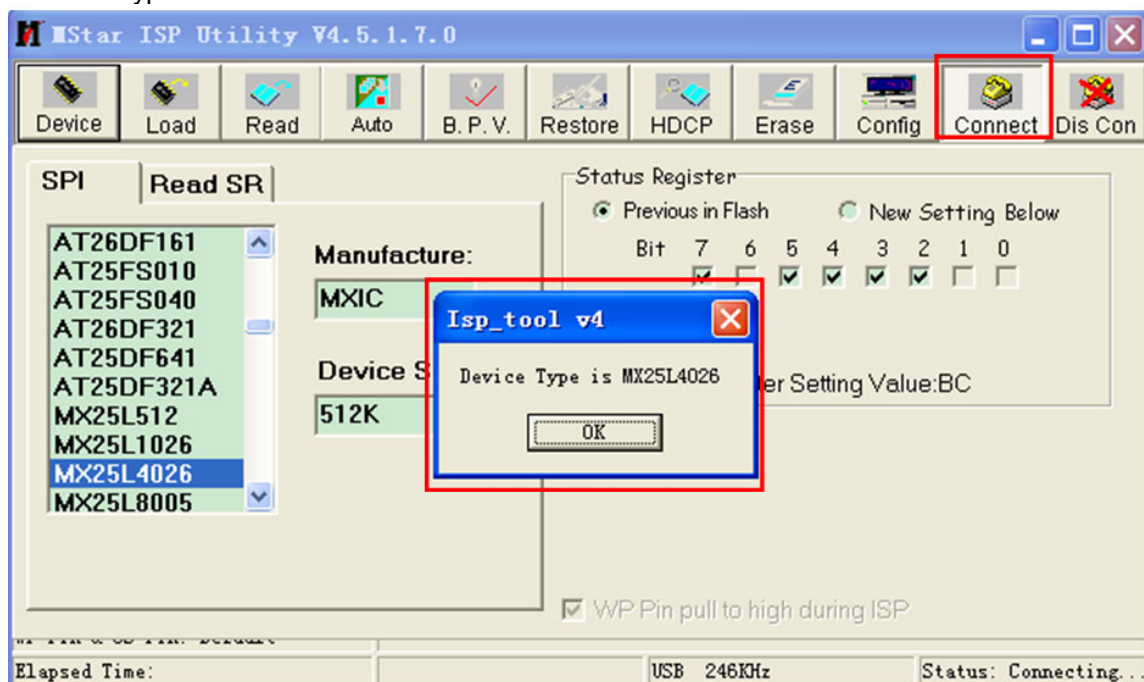 MStar ISP Utility V4.5.1.7.0
Device Load Read Auto B.P.V. Restore HDCP Erase Config Connect Dis Con
SPI Read SR
AT26DF161
AT25FS010
AT25FS040
AT26DF321
AT25DF641
AT25DF321A
MX25L512
MX25L1026
MX25L4026
MX25L8005
Manufacture:
MXIC
Device S
512K
Status Register
Previous in Flash New Setting Below
Bit 7 6 5 4 3 2 1 0
er Setting Value:BC
Isp_tool v4
Device Type is MX25L4026
OK
WP Pin pull to high during ISP
Elapsed Time: USB 246KHz Status: Connecting...